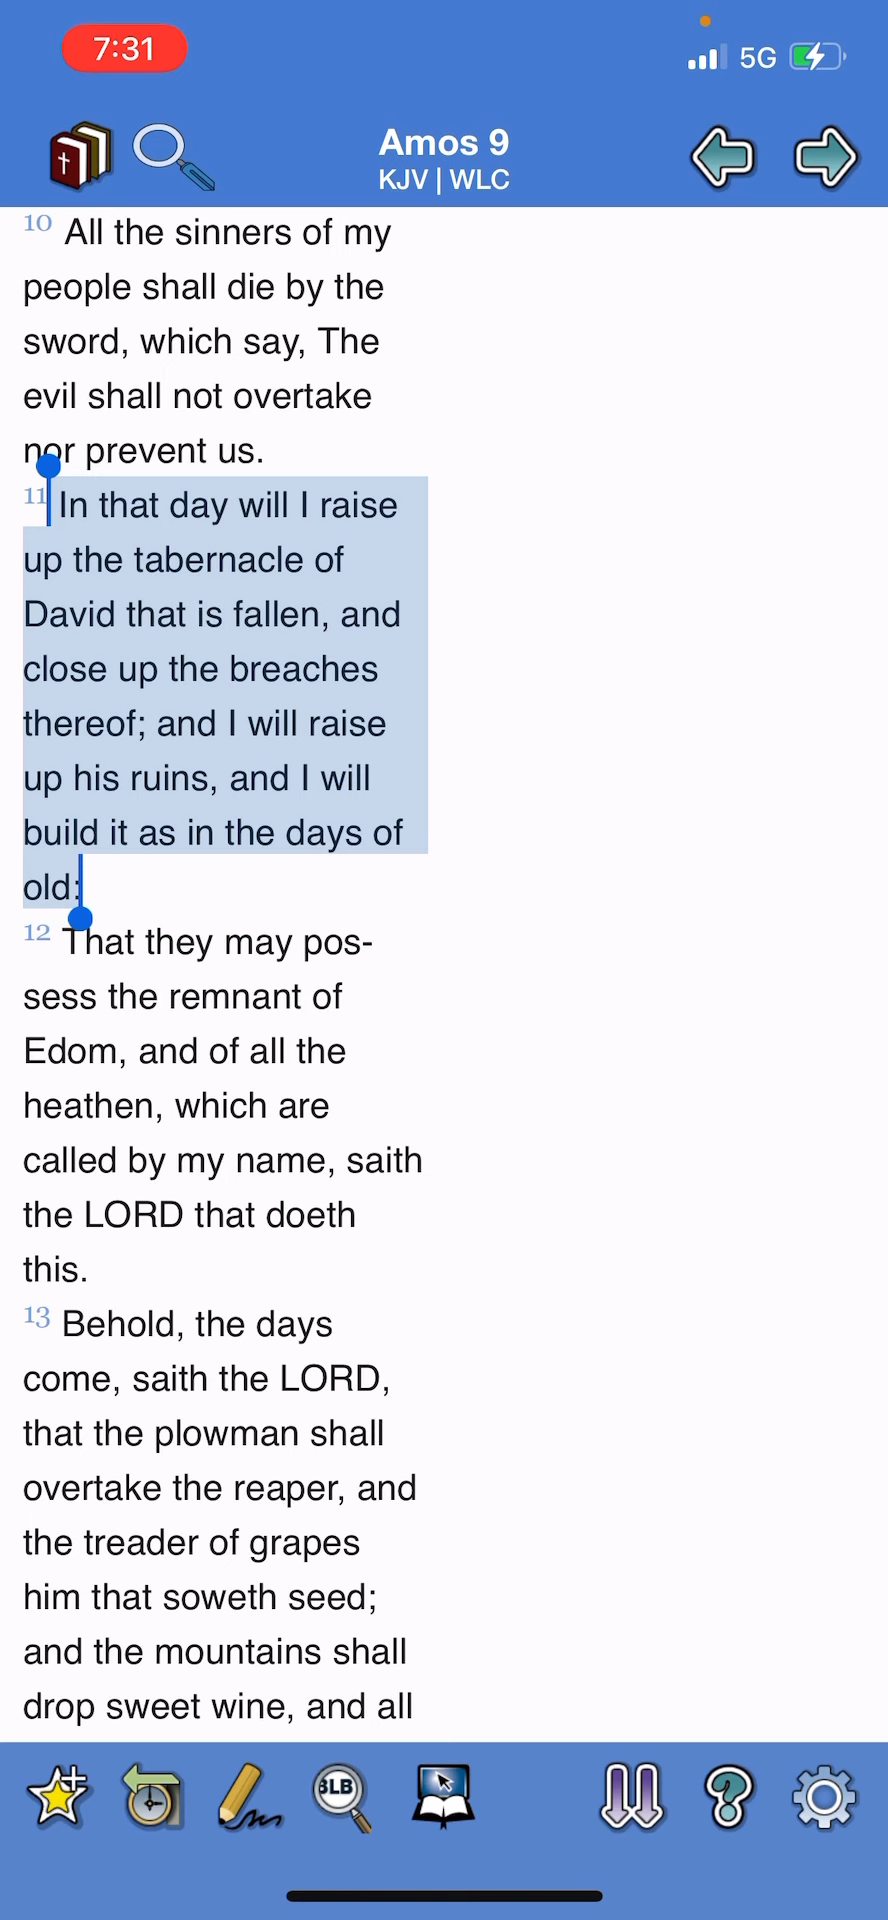 7:31
5G
Amos 9
KJV | WLC
10 All the sinners of my
people shall die by the
sword, which say, The
evil shall not overtake
nor prevent us.
11 In that day will I raise
up the tabernacle of
David that is fallen, and
close up the breaches
thereof; and I will raise
up his ruins, and I will
build it as in the days of
old:
12 That they may pos-
sess the remnant of
Edom, and of all the
heathen, which are
called by my name, saith
the LORD that doeth
this.
13 Behold, the days
come, saith the LORD,
that the plowman shall
overtake the reaper, and
the treader of grapes
him that soweth seed;
and the mountains shall
drop sweet wine, and all
BLB